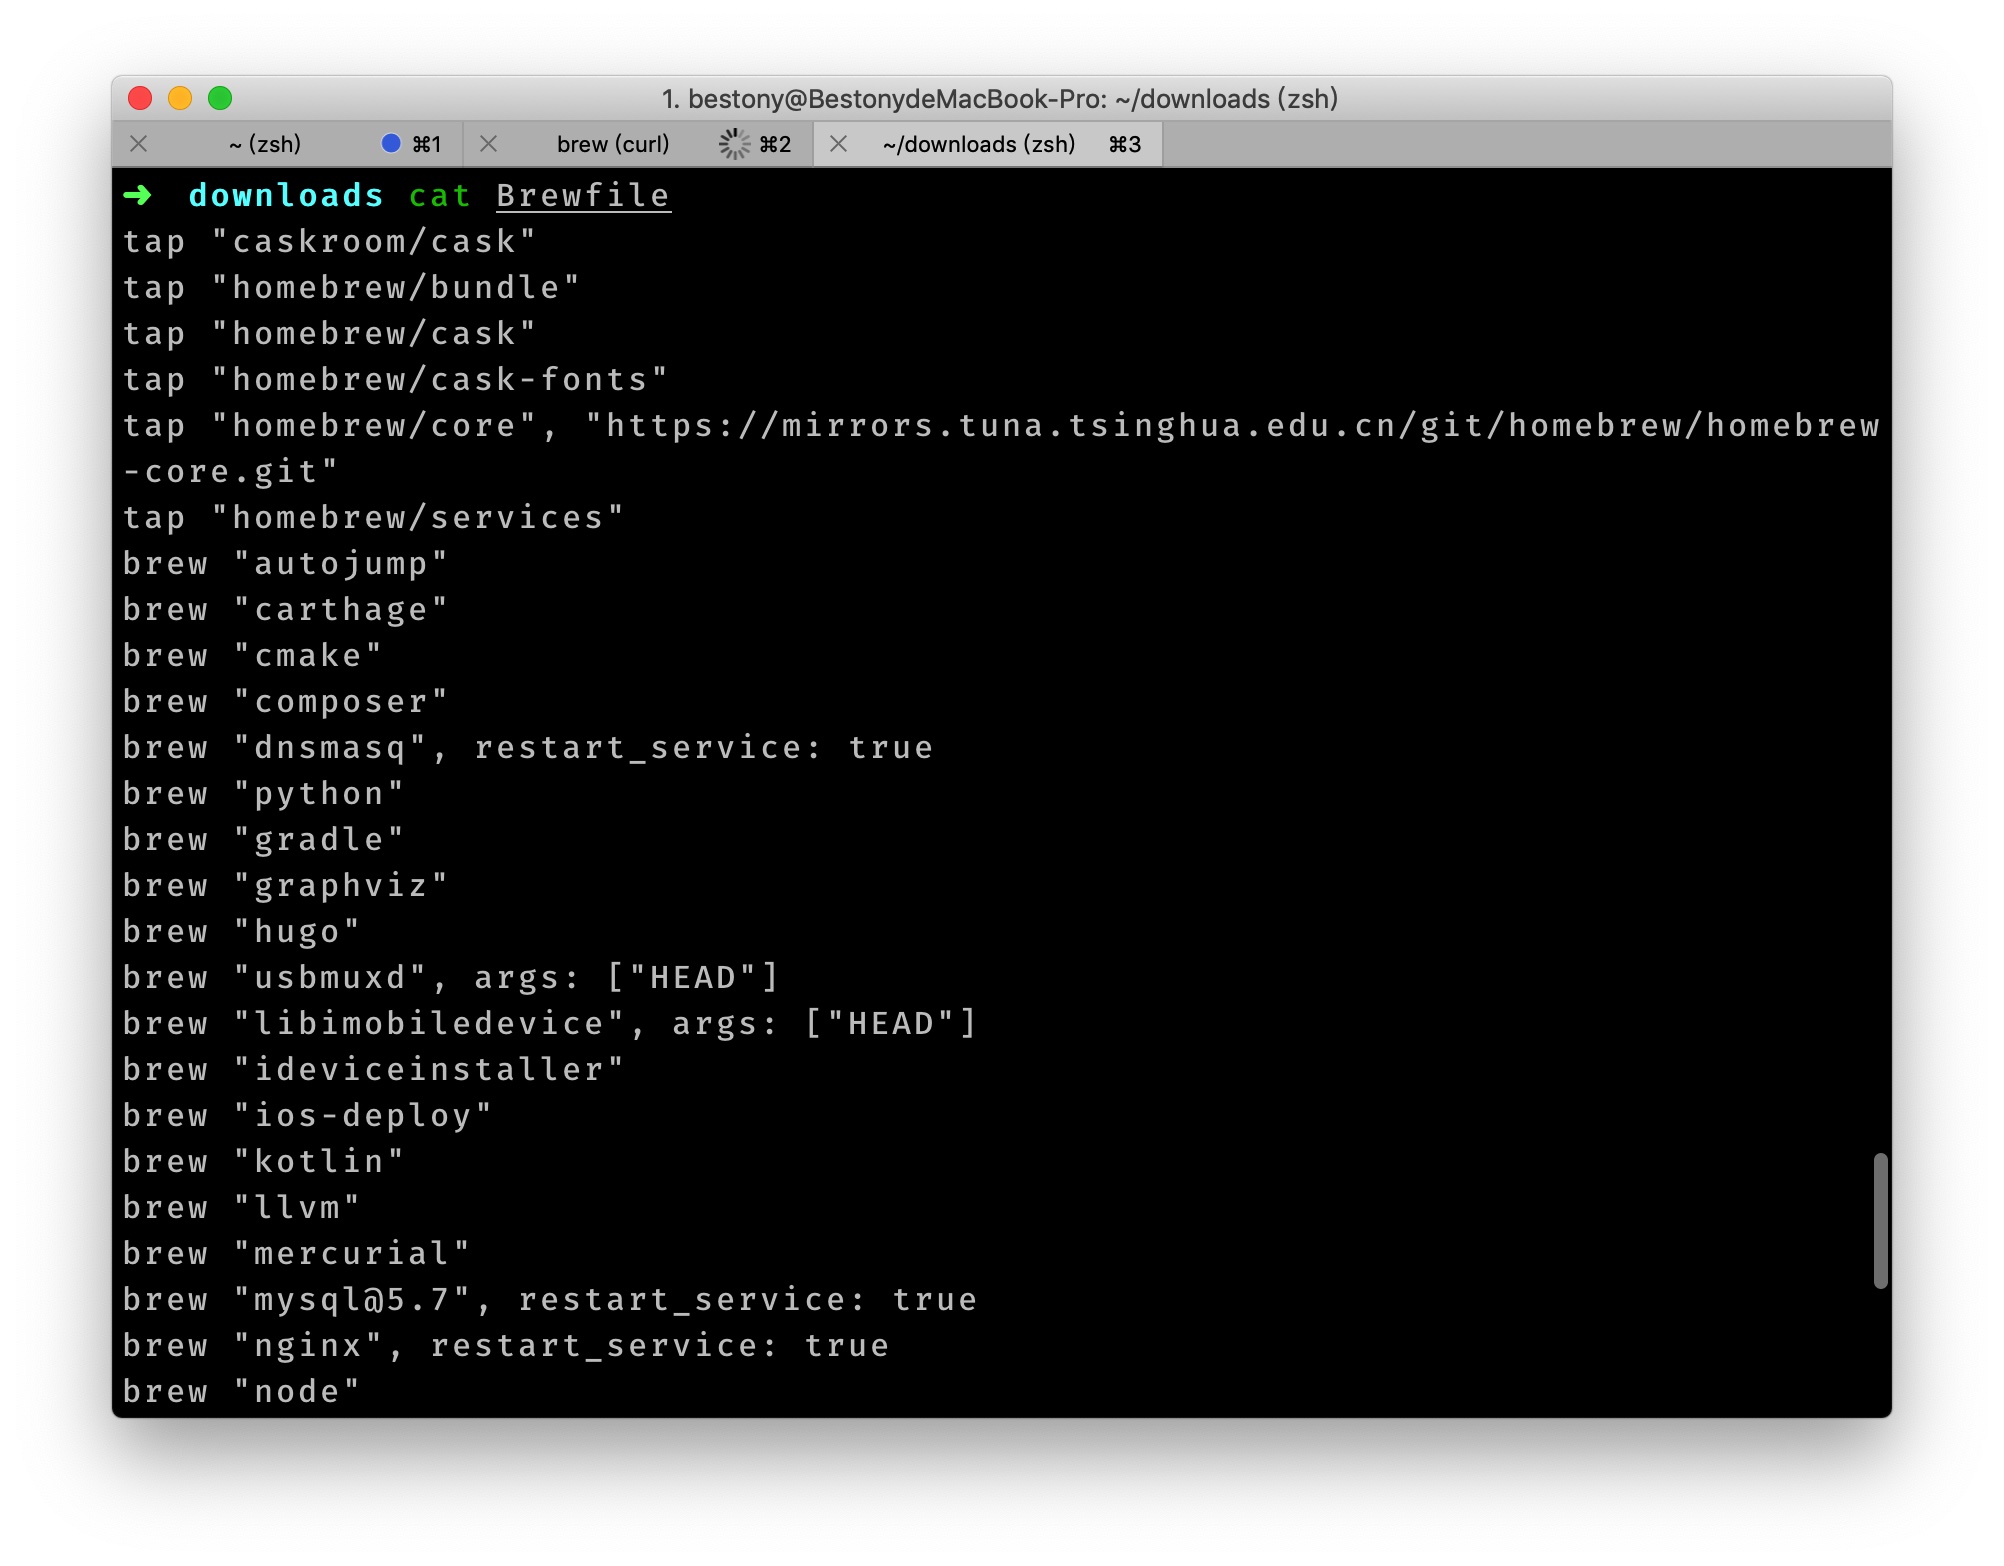 1. bestony@BestonydeMacBook-Pro: ~/downloads (zsh)
~ (zsh) ⌘1 brew (curl) ⌘2 ~/downloads (zsh) ⌘3
➜  downloads cat Brewfile
tap "caskroom/cask"
tap "homebrew/bundle"
tap "homebrew/cask"
tap "homebrew/cask-fonts"
tap "homebrew/core", "https://mirrors.tuna.tsinghua.edu.cn/git/homebrew/homebrew
-core.git"
tap "homebrew/services"
brew "autojump"
brew "carthage"
brew "cmake"
brew "composer"
brew "dnsmasq", restart_service: true
brew "python"
brew "gradle"
brew "graphviz"
brew "hugo"
brew "usbmuxd", args: ["HEAD"]
brew "libimobiledevice", args: ["HEAD"]
brew "ideviceinstaller"
brew "ios-deploy"
brew "kotlin"
brew "llvm"
brew "mercurial"
brew "mysql@5.7", restart_service: true
brew "nginx", restart_service: true
brew "node"